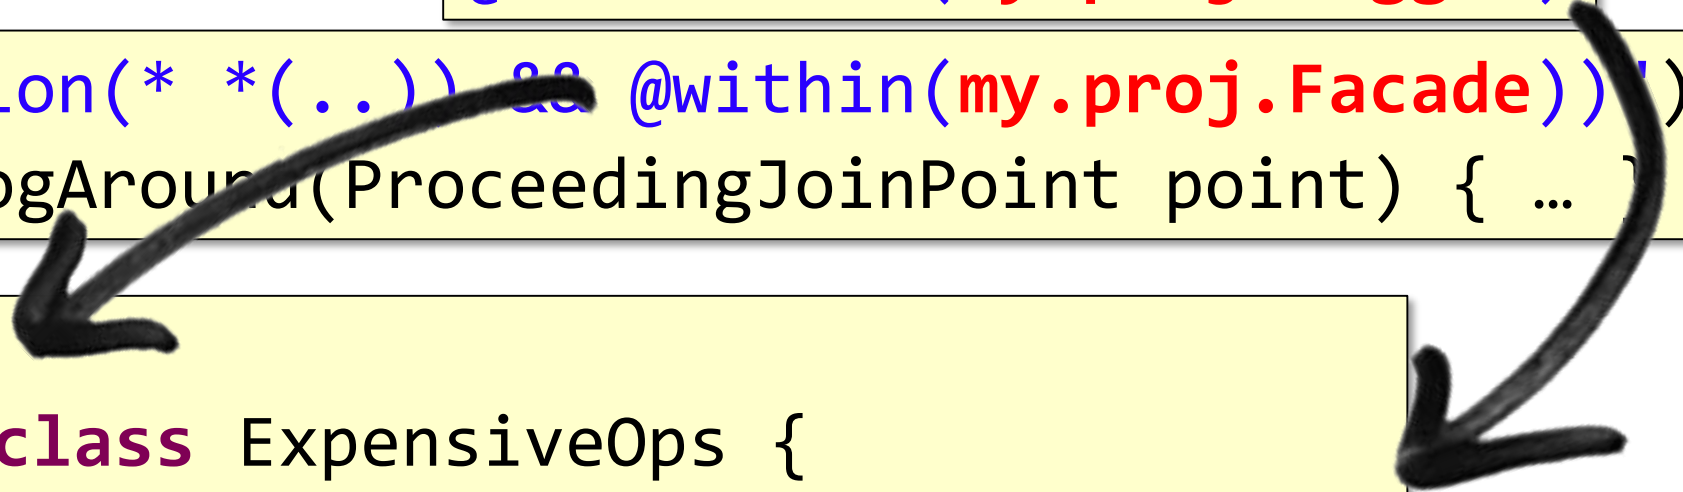 ion(* *(..)) && @within(my.proj.Facade))")
ogAround(ProceedingJoinPoint point) { … }
class ExpensiveOps {